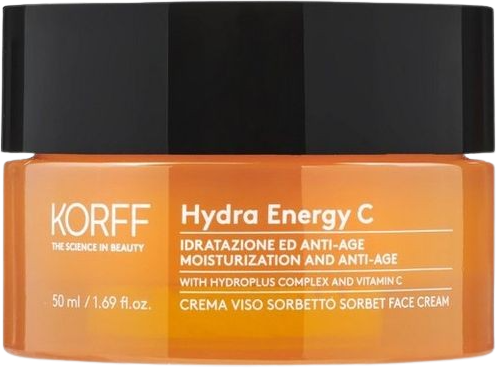 KORFF
THE SCIENCE IN BEAUTY
50 ml / 1.69 fl.oz.
Hydra Energy C
IDRATAZIONE ED ANTI-AGE
MOISTURIZATION AND ANTI-AGE
WITH HYDROPLUS COMPLEX AND VITAMIN C
CREMA VISO SORBETTO SORBET FACE CREAM